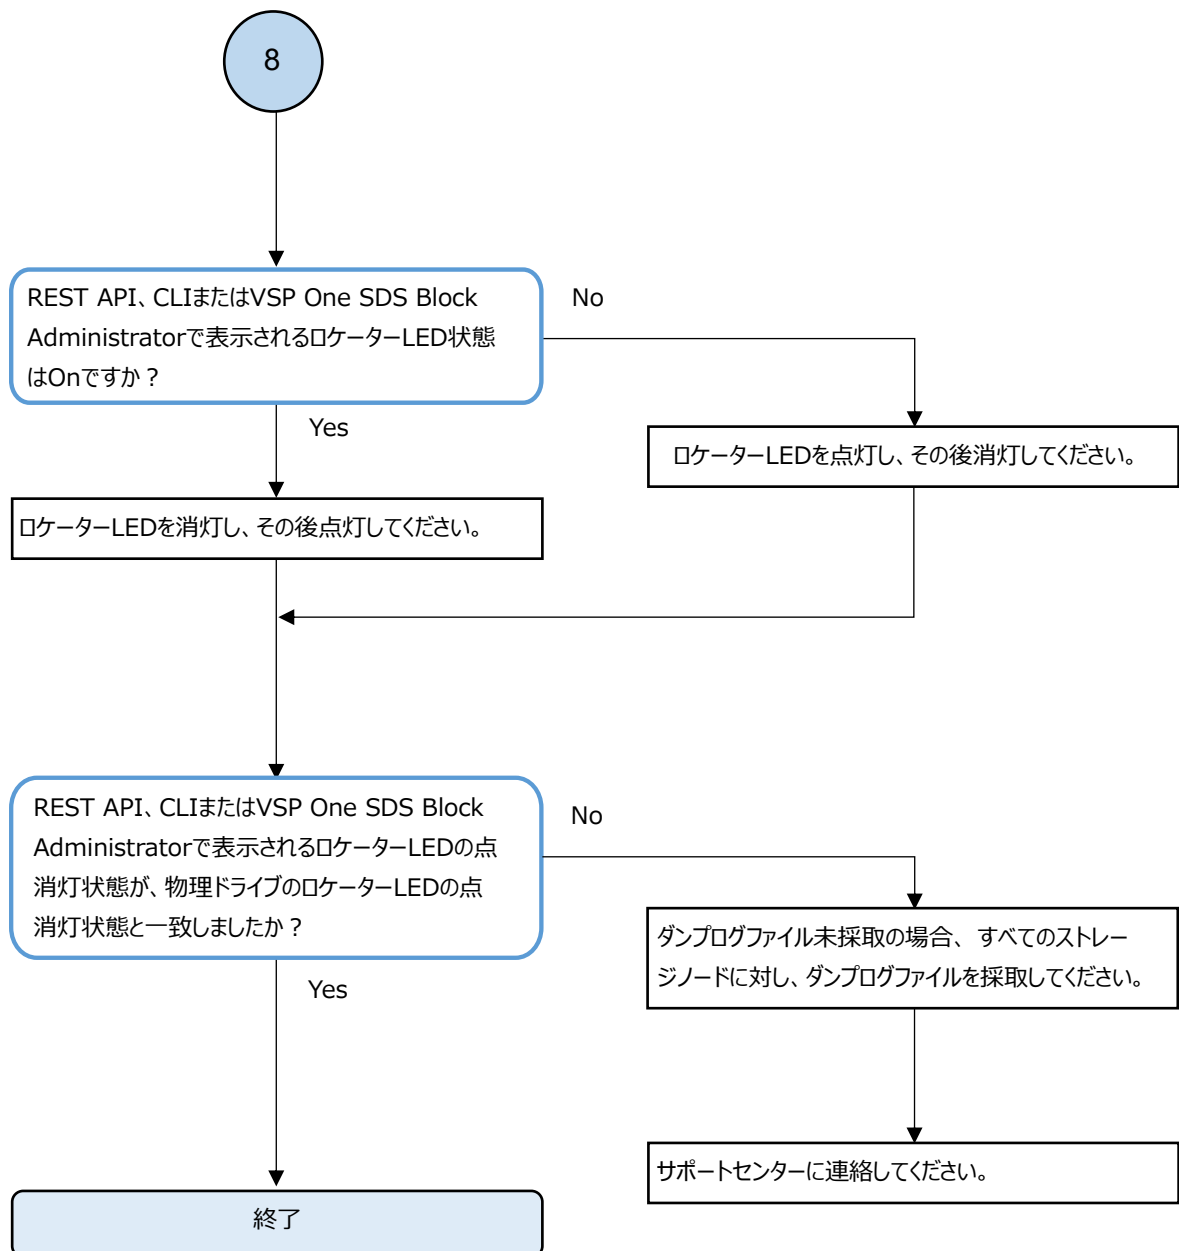 8
REST API、CLIまたはVSP One SDS Block
Administratorで表示されるロケーターLED状態
はOnですか？
No
Yes
ロケーターLEDを点灯し、その後消灯してください。
ロケーターLEDを消灯し、その後点灯してください。
REST API、CLIまたはVSP One SDS Block
Administratorで表示されるロケーターLEDの点
消灯状態が、物理ドライブのロケーターLEDの点
消灯状態と一致しましたか？
No
Yes
ダンプログファイル未採取の場合、すべてのストレー
ジノードに対し、ダンプログファイルを採取してください。
サポートセンターに連絡してください。
終了